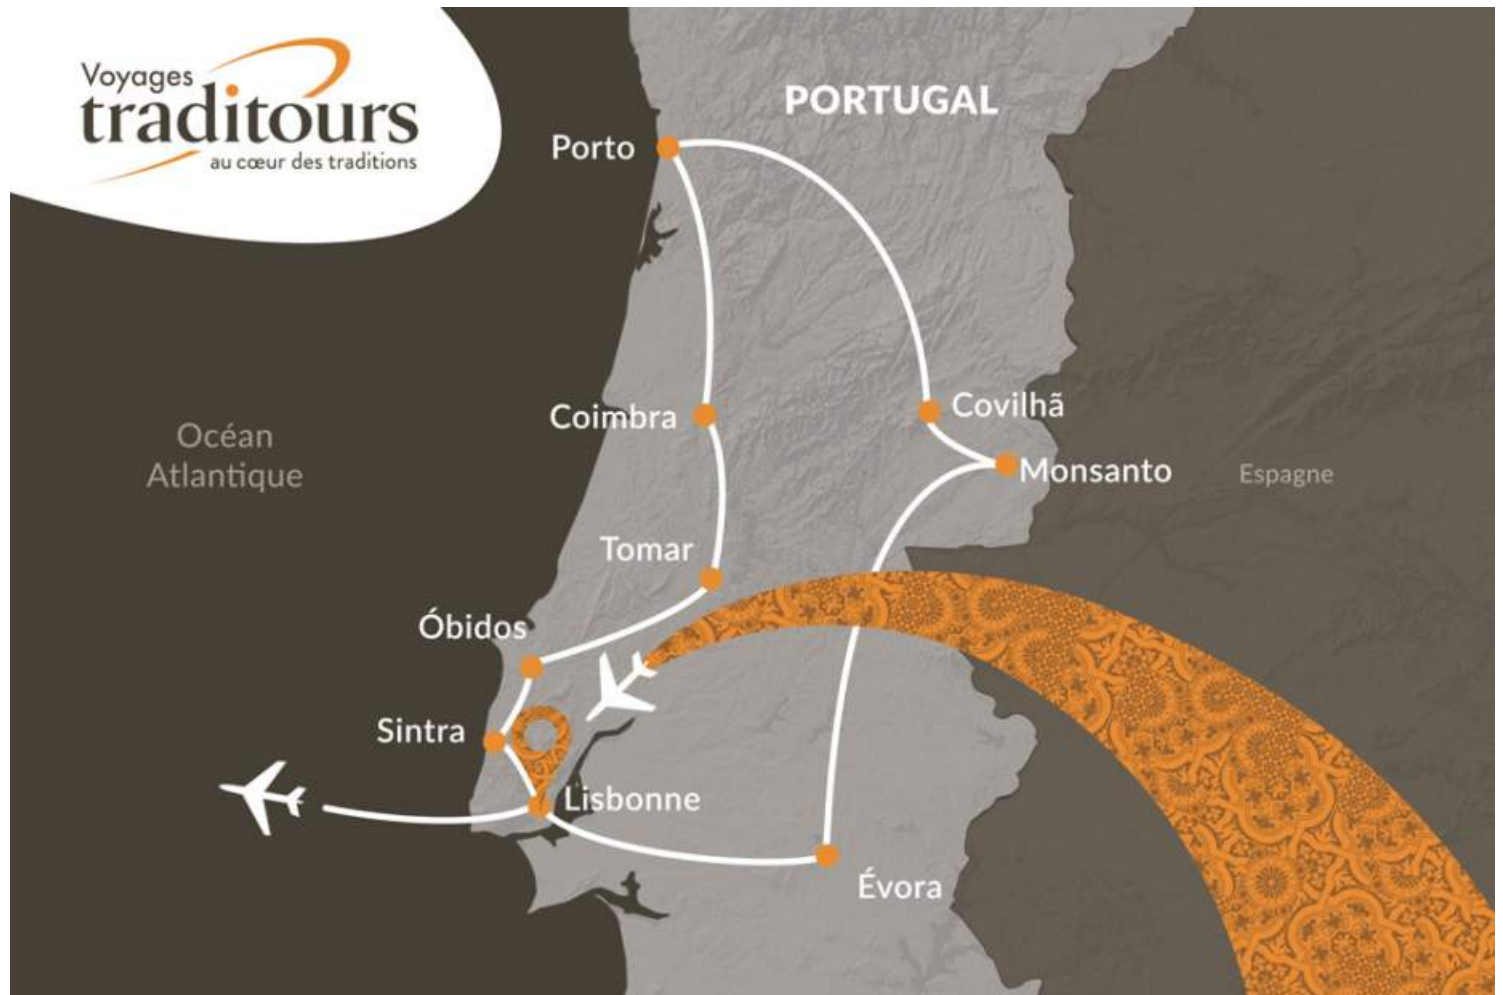 Voyages
traditours
au cœur des traditions
PORTUGAL
Porto
Coimbra
Covilhã
Océan
Atlantique
Monsanto
Espagne
Tomar
Óbidos
Sintra
Lisbonne
Évora